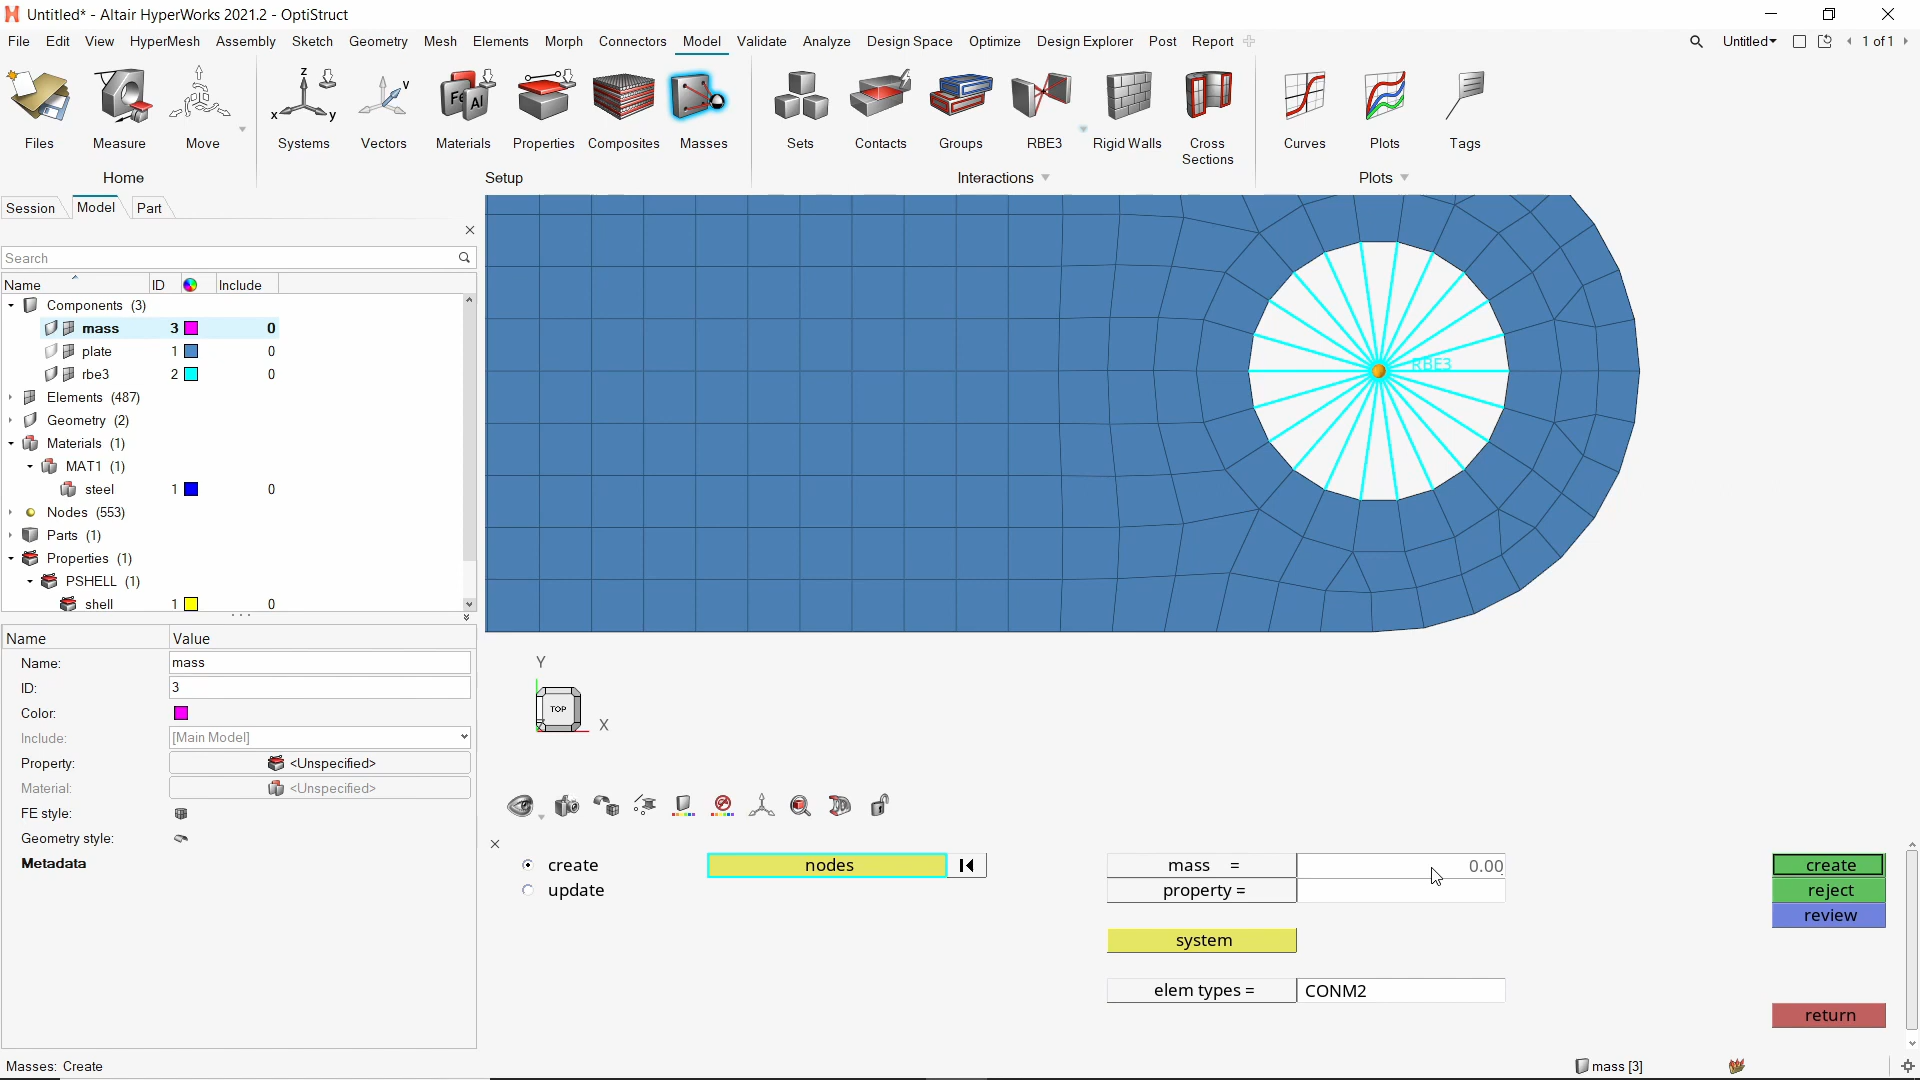 Untitled* - Altair HyperWorks 2021.2 - OptiStruct
File Edit View HyperMesh Assembly Sketch Geometry Mesh Elements Morph Connectors Model Validate Analyze Design Space Optimize Design Explorer Post Report Untitled 1 of 1
Files Measure Move Systems Vectors Materials Properties Composites Masses Sets Contacts Groups RBE3 Rigid Walls Cross Sections Curves Plots Tags
Home Setup Interactions Plots
Session Model Part
Search
Name ID Include
Components (3)
mass 3 0
plate 1 0
rbe3 2 0
Elements (487)
Geometry (2)
Materials (1)
MAT1 (1)
steel 1 0
Nodes (553)
Parts (1)
Properties (1)
PSHELL (1)
shell 1 0
Name Value
Name: mass
ID: 3
Color:
Include: [Main Model]
Property: <Unspecified>
Material: <Unspecified>
FE style:
Geometry style:
Metadata
RBE3
Y
TOP
X
create nodes mass = 0.00 create
update property = reject
review
system
elem types = CONM2
return
Masses: Create mass [3]